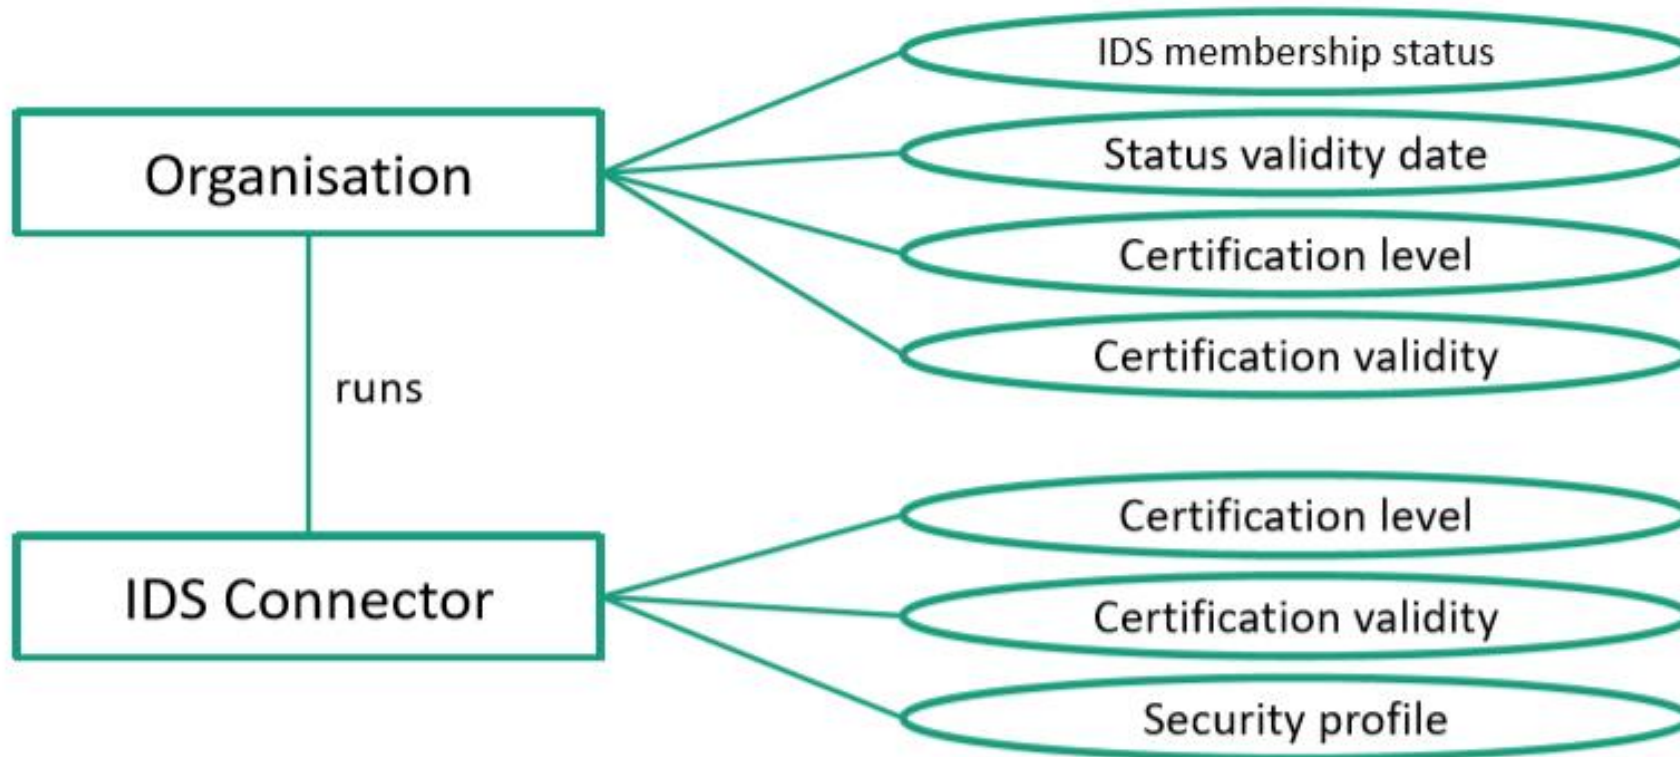 IDS membership status
Organisation
Status validity date
Certification level
Certification validity
runs
IDS Connector
Certification level
Certification validity
Security profile